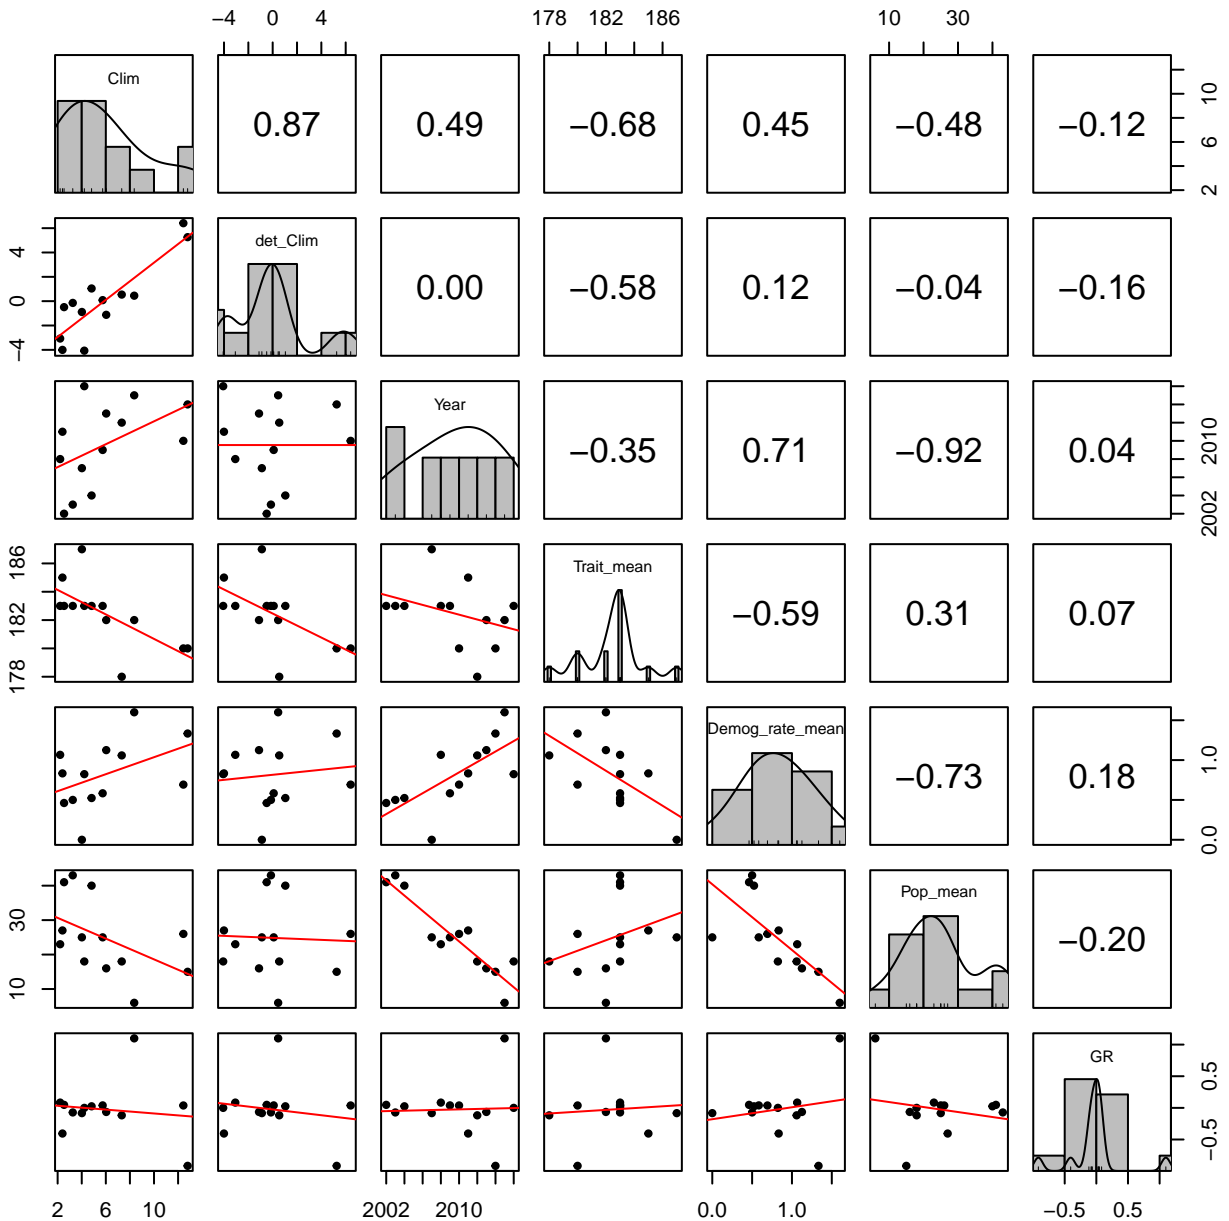 −4 0 4 178 182 186 10 30
Clim 0.87 0.49 −0.68 0.45 −0.48 −0.12 2 6 10
−4 0 4 det_Clim 0.00 −0.58 0.12 −0.04 −0.16
Year −0.35 0.71 −0.92 0.04 2002 2010
178 182 186 Trait_mean −0.59 0.31 0.07
Demog_rate_mean −0.73 0.18 0.0 1.0
10 30 Pop_mean −0.20
GR −0.5 0.5
2 6 10 2002 2010 0.0 1.0 −0.5 0.5